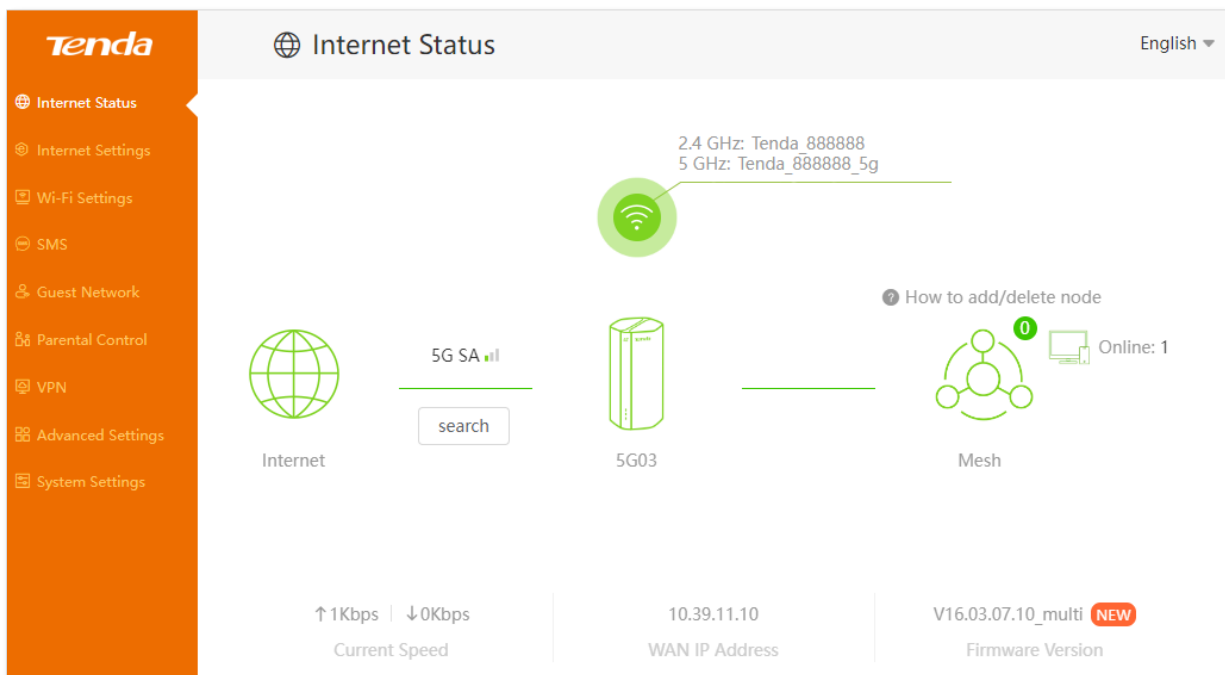 Tenda
Internet Status
English
Internet Status
Internet Settings
Wi-Fi Settings
SMS
Guest Network
Parental Control
VPN
Advanced Settings
System Settings
2.4 GHz: Tenda_888888
5 GHz: Tenda_888888_5g
? How to add/delete node
0
Online: 1
5G SA
search
Internet
5G03
Mesh
↑1Kbps | ↓0Kbps
Current Speed
10.39.11.10
WAN IP Address
V16.03.07.10_multi NEW
Firmware Version